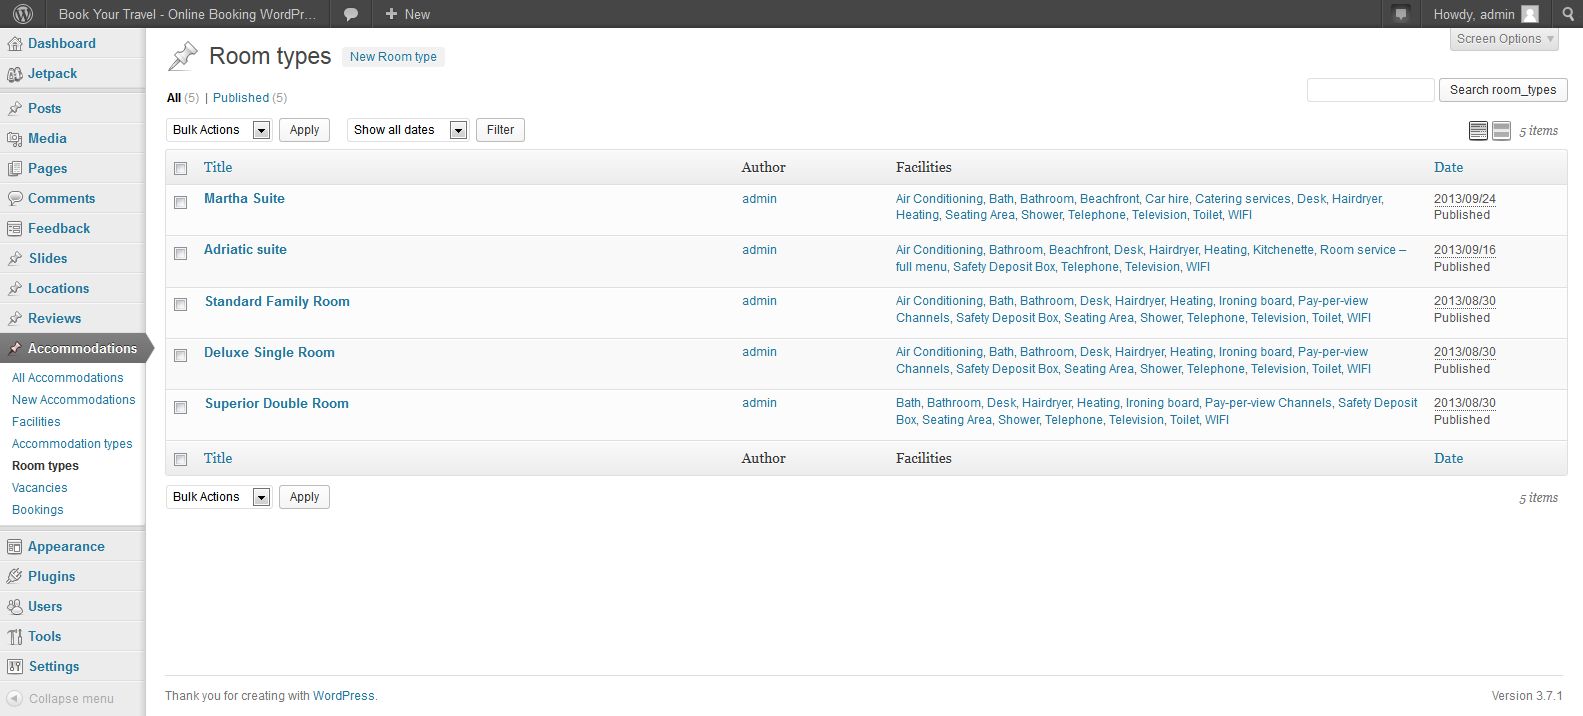 Book Your Travel - Online Booking WordPr... New Howdy, admin
Screen Options
Dashboard
Jetpack
Posts
Media
Pages
Comments
Feedback
Slides
Locations
Reviews
Accommodations
All Accommodations
New Accommodations
Facilities
Accommodation types
Room types
Vacancies
Bookings
Appearance
Plugins
Users
Tools
Settings
Collapse menu
Room types New Room type
All (5) | Published (5)
Search room_types
Bulk Actions Apply Show all dates Filter 5 items
Title Author Facilities Date
Martha Suite admin Air Conditioning, Bath, Bathroom, Beachfront, Car hire, Catering services, Desk, Hairdryer, 2013/09/24
Heating, Seating Area, Shower, Telephone, Television, Toilet, WIFI Published
Adriatic suite admin Air Conditioning, Bathroom, Beachfront, Desk, Hairdryer, Heating, Kitchenette, Room service – 2013/09/16
full menu, Safety Deposit Box, Telephone, Television, WIFI Published
Standard Family Room admin Air Conditioning, Bath, Bathroom, Desk, Hairdryer, Heating, Ironing board, Pay-per-view 2013/08/30
Channels, Safety Deposit Box, Seating Area, Shower, Telephone, Television, Toilet, WIFI Published
Deluxe Single Room admin Air Conditioning, Bath, Bathroom, Desk, Hairdryer, Heating, Ironing board, Pay-per-view 2013/08/30
Channels, Safety Deposit Box, Seating Area, Shower, Telephone, Television, Toilet, WIFI Published
Superior Double Room admin Bath, Bathroom, Desk, Hairdryer, Heating, Ironing board, Pay-per-view Channels, Safety Deposit 2013/08/30
Box, Seating Area, Shower, Telephone, Television, Toilet, WIFI Published
Title Author Facilities Date
Bulk Actions Apply 5 items
Thank you for creating with WordPress. Version 3.7.1